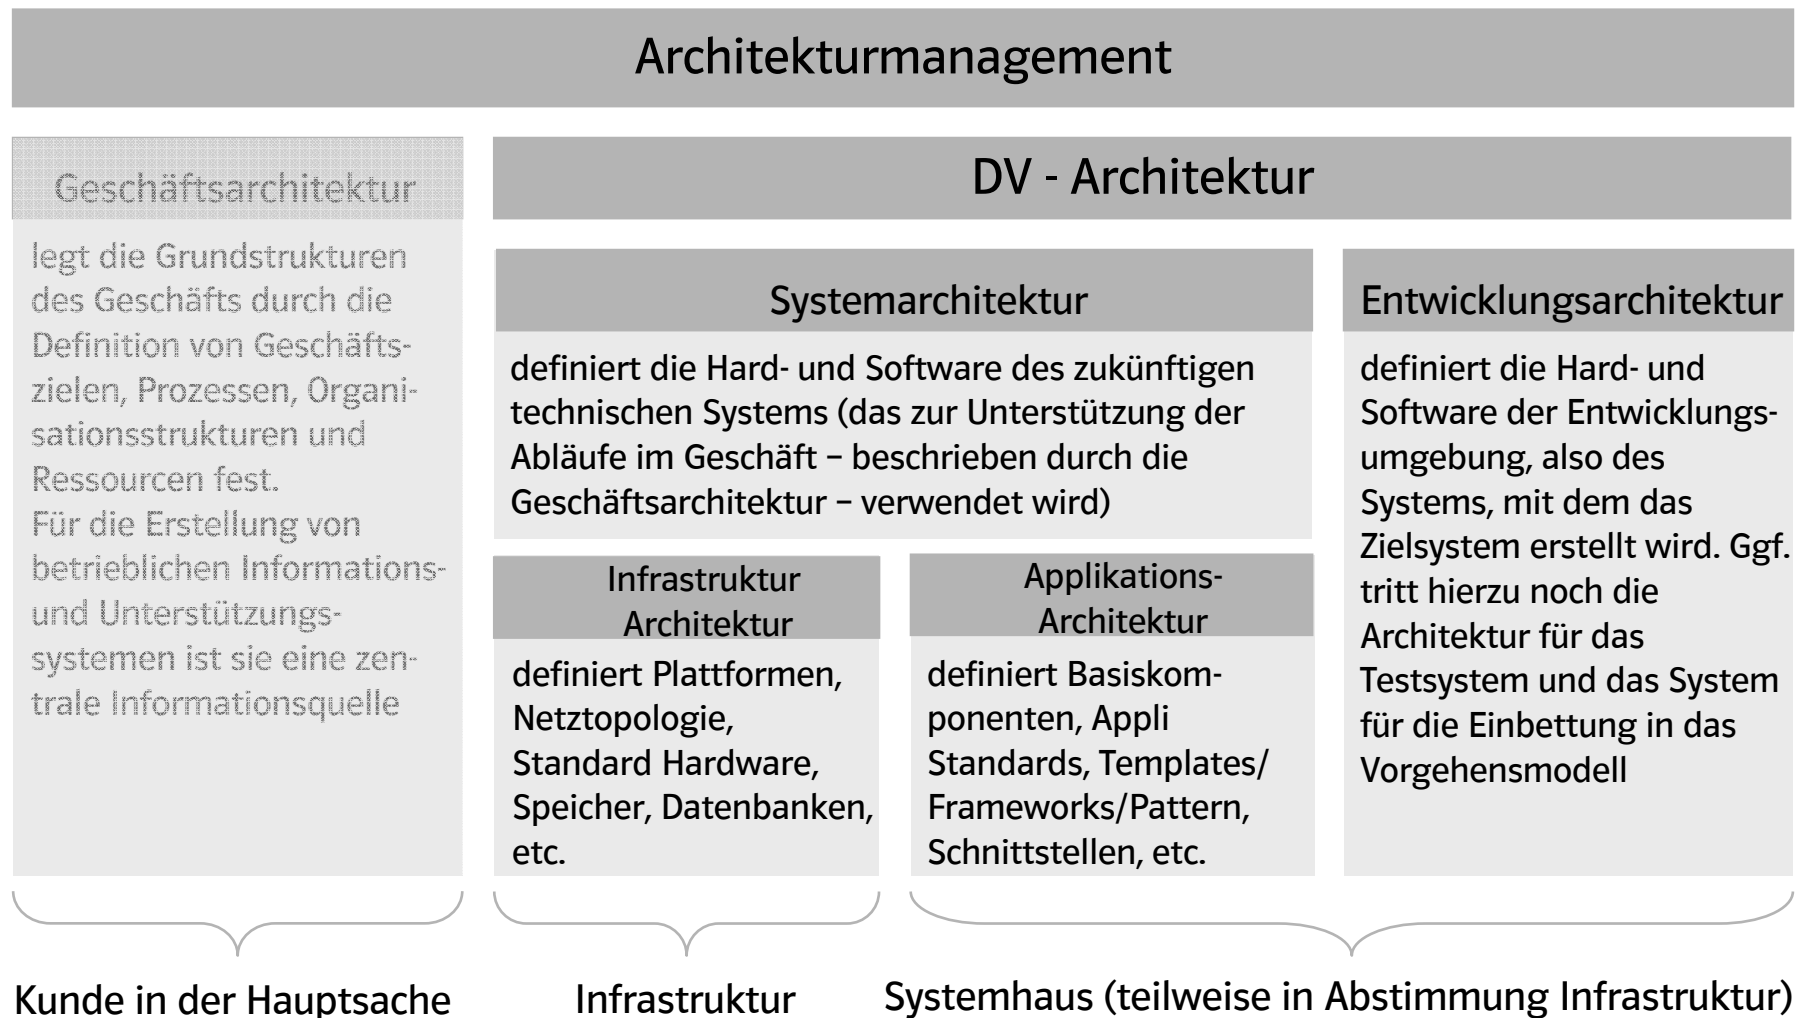 Architekturmanagement
Geschäftsarchitektur
legt die Grundstrukturen
des Geschäfts durch die
Definition von Geschäfts-
zielen, Prozessen, Organi-
sationsstrukturen und
Ressourcen fest.
Für die Erstellung von
betrieblichen Informations-
und Unterstützungs-
systemen ist sie eine zen-
trale Informationsquelle
DV - Architektur
Systemarchitektur
definiert die Hard- und Software des zukünftigen
technischen Systems (das zur Unterstützung der
Abläufe im Geschäft – beschrieben durch die
Geschäftsarchitektur – verwendet wird)
Infrastruktur
Architektur
definiert Plattformen,
Netztopologie,
Standard Hardware,
Speicher, Datenbanken,
etc.
Applikations-
Architektur
definiert Basiskom-
ponenten, Appli
Standards, Templates/
Frameworks/Pattern,
Schnittstellen, etc.
Entwicklungsarchitektur
definiert die Hard- und
Software der Entwicklungs-
umgebung, also des
Systems, mit dem das
Zielsystem erstellt wird. Ggf.
tritt hierzu noch die
Architektur für das
Testsystem und das System
für die Einbettung in das
Vorgehensmodell
Kunde in der Hauptsache
Infrastruktur
Systemhaus (teilweise in Abstimmung Infrastruktur)